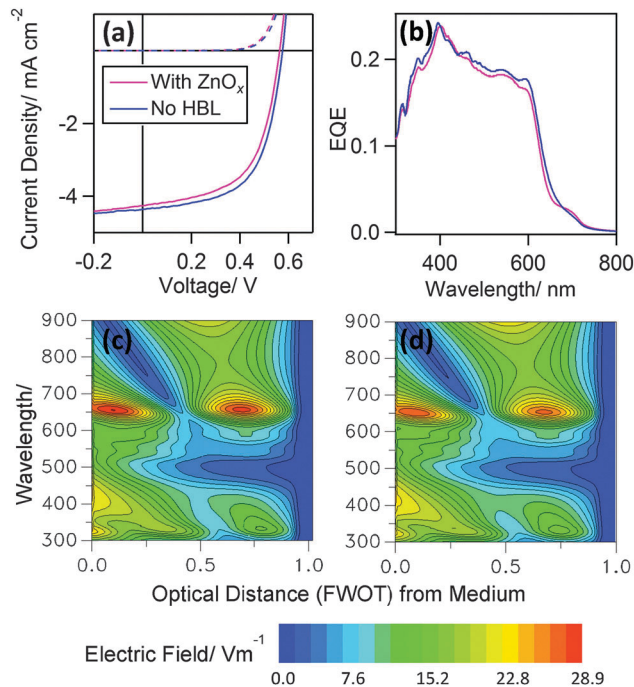 (a)
With ZnOx
No HBL
Current Density/ mA cm-2
-2
-4
-0.2 0.0 0.2 0.4 0.6
Voltage/ V
(b)
EQE
0.2
0.1
0.0
400 500 600 700 800
Wavelength/ nm
(c)
Wavelength/
900
800
700
600
500
400
300
0.0 0.5 1.0
(d)
900
800
700
600
500
400
300
0.0 0.5 1.0
Optical Distance (FWOT) from Medium
Electric Field/ Vm-1
0.0 7.6 15.2 22.8 28.9